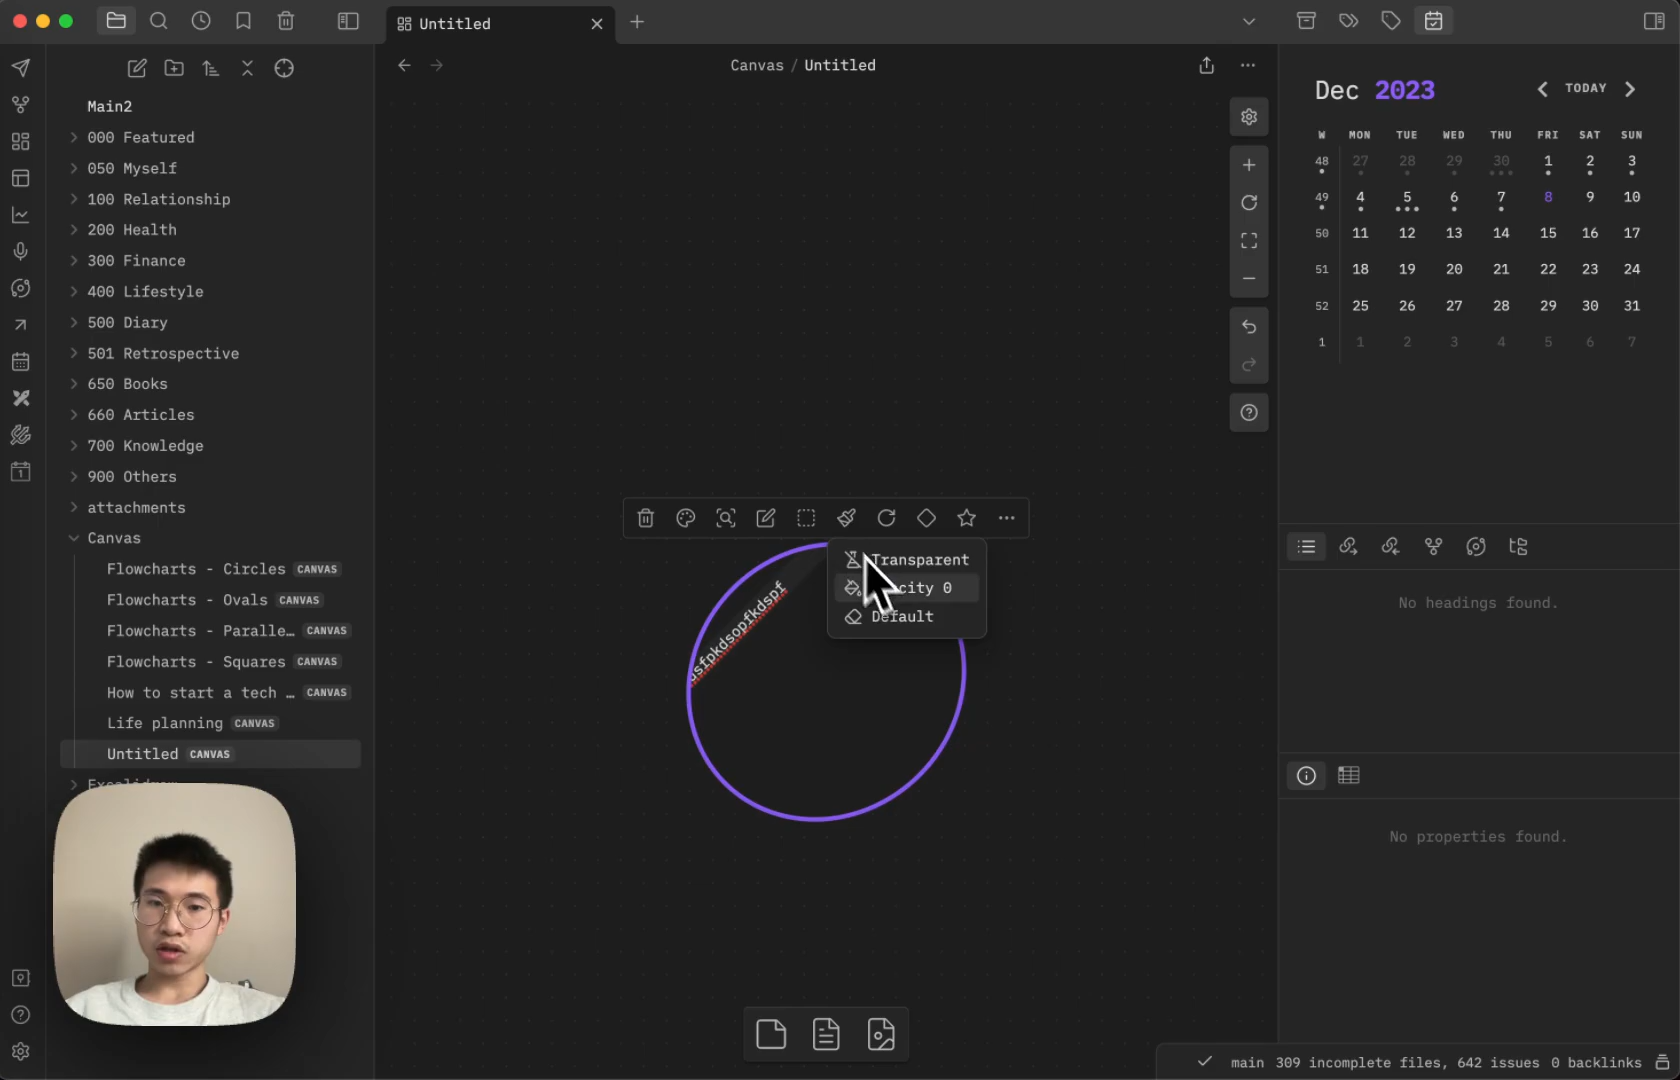 Untitled
Canvas / Untitled
Main2
000 Featured
050 Myself
100 Relationship
200 Health
300 Finance
400 Lifestyle
500 Diary
501 Retrospective
650 Books
660 Articles
700 Knowledge
900 Others
attachments
Canvas
Flowcharts - Circles CANVAS
Flowcharts - Ovals CANVAS
Flowcharts - Paralle… CANVAS
Flowcharts - Squares CANVAS
How to start a tech … CANVAS
Life planning CANVAS
Untitled CANVAS
Transparent
Default
Dec 2023
TODAY
W MON TUE WED THU FRI SAT SUN
48 27 28 29 30 1 2 3
49 4 5 6 7 8 9 10
50 11 12 13 14 15 16 17
51 18 19 20 21 22 23 24
52 25 26 27 28 29 30 31
1 1 2 3 4 5 6 7
No headings found.
No properties found.
main 309 incomplete files, 642 issues 0 backlinks